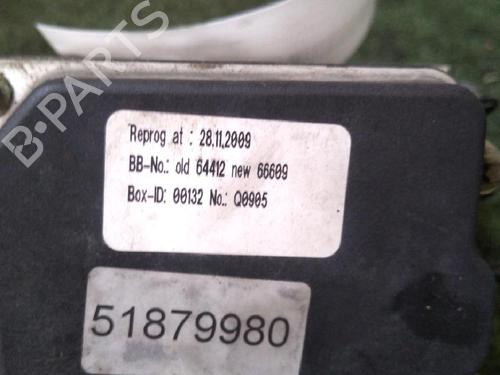 B-PARTS
Reprog at : 28.11.2009
BB-No.: old 64412 new 66609
Box-ID: 00132 No.: Q0905
51879980